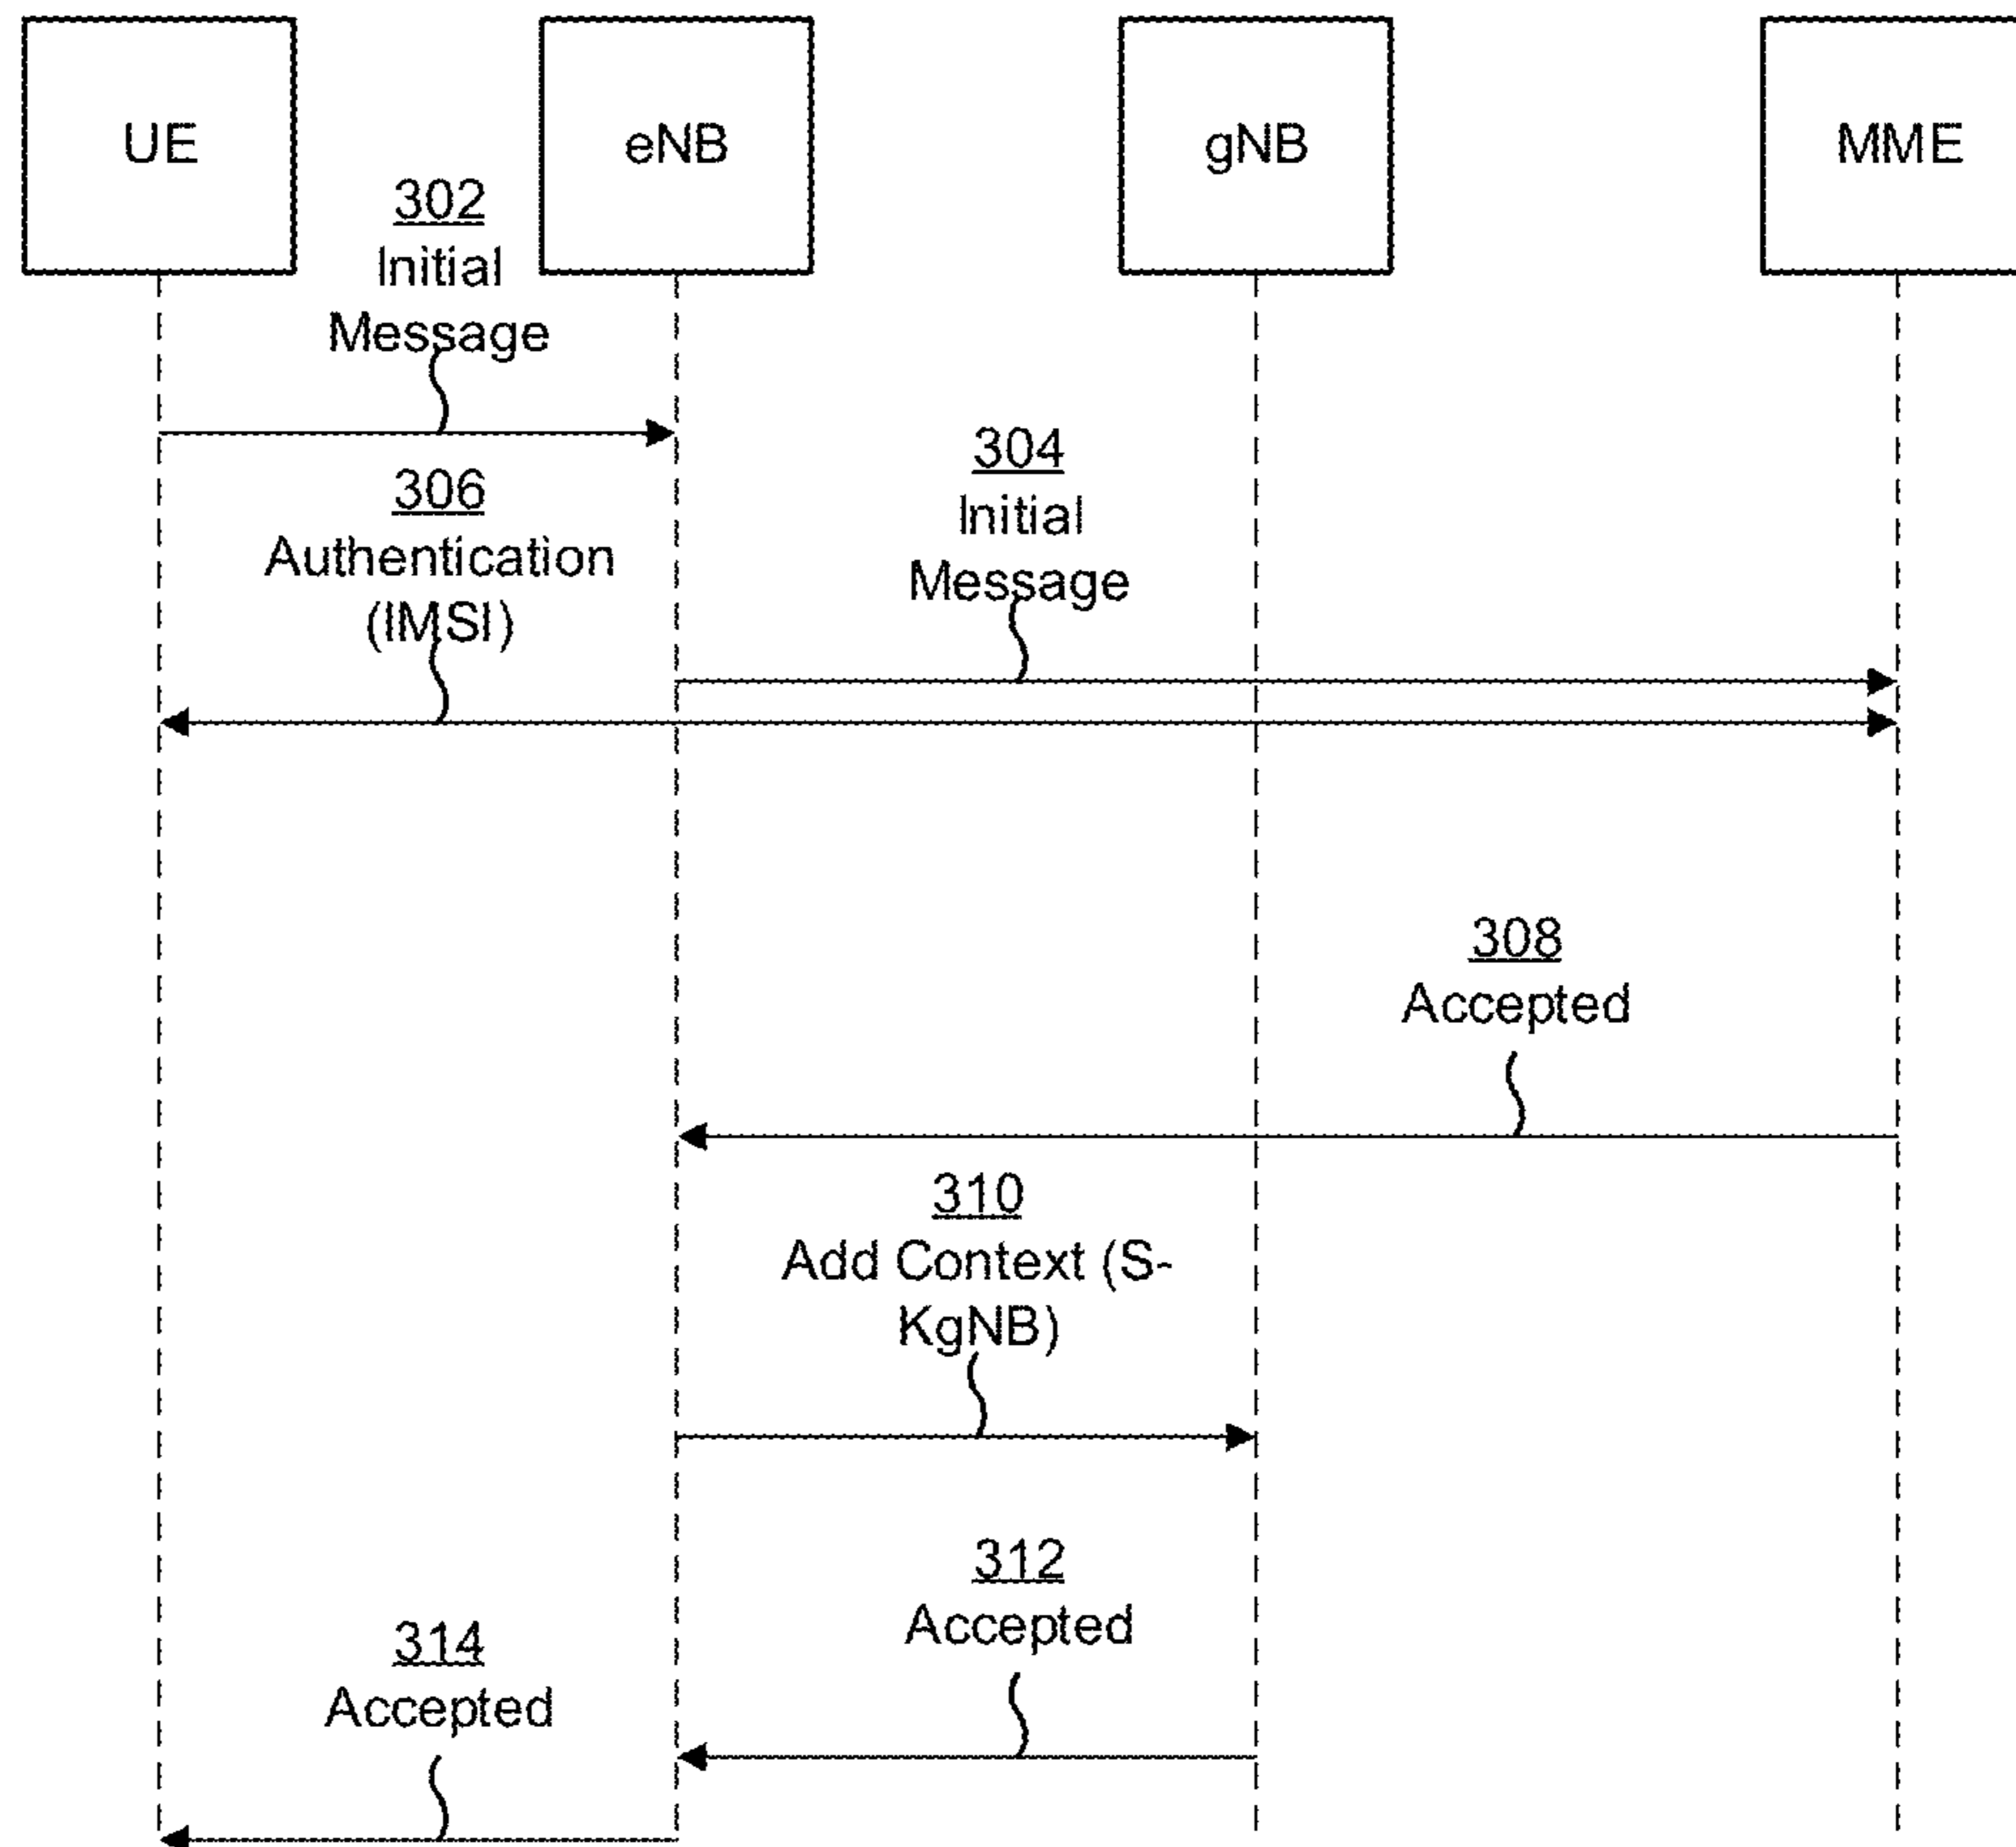 UE
eNB
gNB
MME
302
Initial
Message
304
Initial
Message
306
Authentication
(IMSI)
308
Accepted
310
Add Context (S-
KgNB)
312
Accepted
314
Accepted